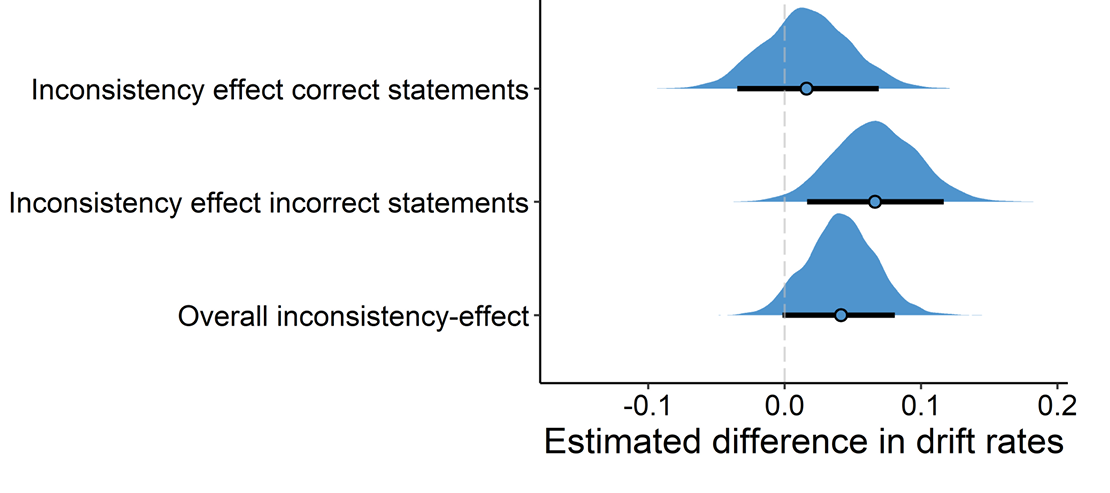 Inconsistency effect correct statements
Inconsistency effect incorrect statements
Overall inconsistency-effect
-0.1 0.0 0.1 0.2
Estimated difference in drift rates